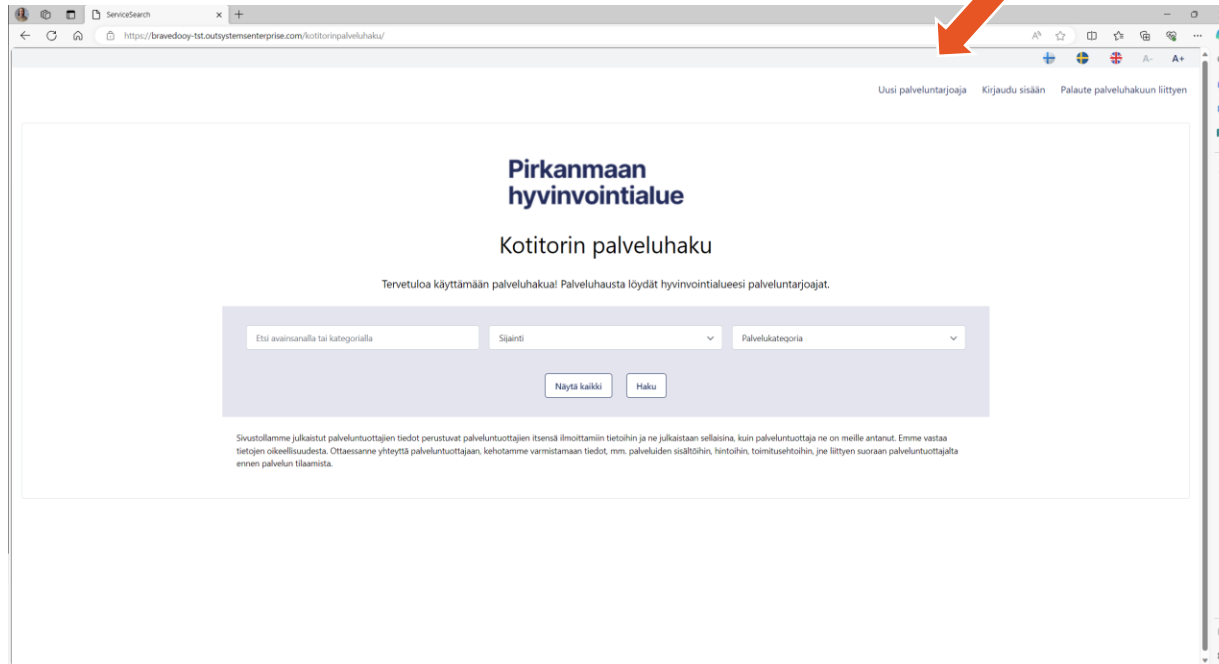 ServiceSearch
https://bravedooy-tst.outsystemsenterprise.com/kotitorinpalveluhaku/
A- A+
Uusi palveluntarjoaja Kirjaudu sisään Palaute palveluhakuun liittyen
Pirkanmaan
hyvinvointialue
Kotitorin palveluhaku
Tervetuloa käyttämään palveluhakua! Palveluhausta löydät hyvinvointialueesi palveluntarjoajat.
Etsi avainsanalla tai kategorialla Sijainti Palvelukategoria
Näytä kaikki Haku
Sivustollamme julkaistut palveluntuottajien tiedot perustuvat palveluntuottajien itsensä ilmoittamiin tietoihin ja ne julkaistaan sellaisina, kuin palveluntuottaja ne on meille antanut. Emme vastaa
tietojen oikeellisuudesta. Ottaessanne yhteyttä palveluntuottajaan, kehotamme varmistamaan tiedot, mm. palveluiden sisältöihin, hintoihin, toimitusehtoihin, jne liittyen suoraan palveluntuottajalta
ennen palvelun tilaamista.